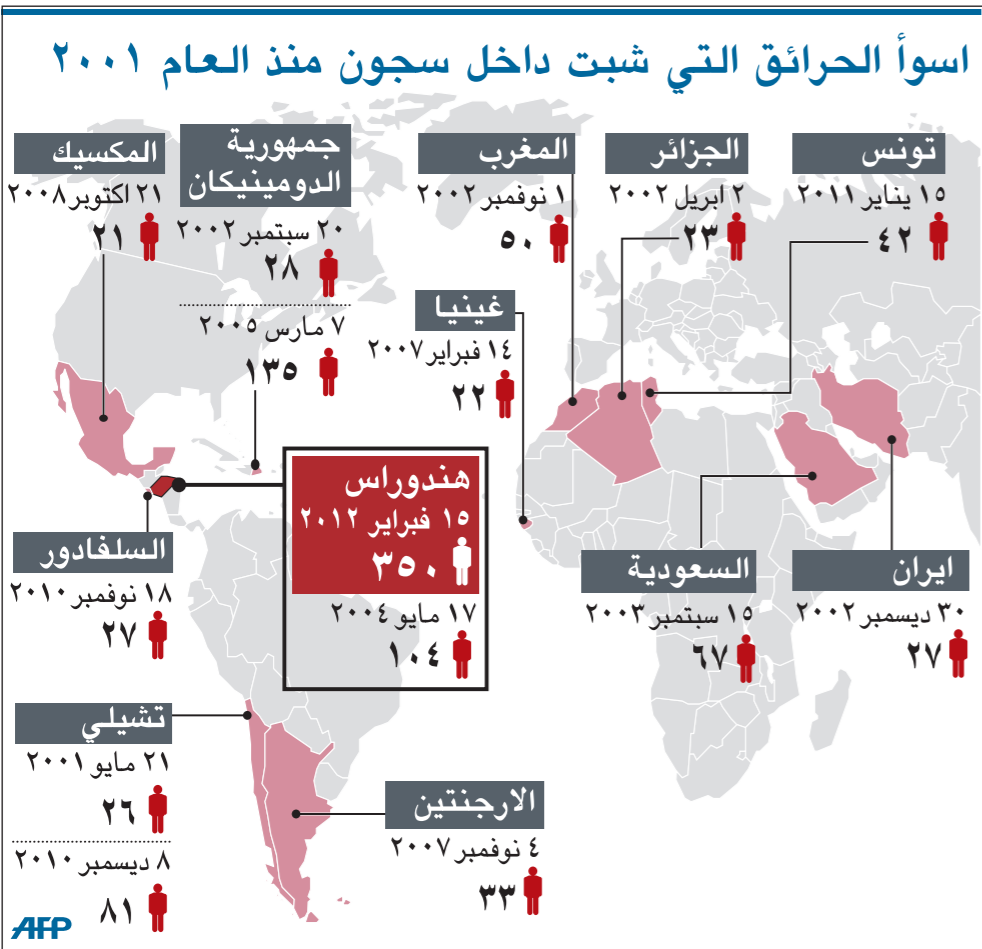 اسوأ الحرائق التي شبت داخل سجون منذ العام ٢٠٠١
تونس
١٥ يناير ٢٠١١
٤٢
الجزائر
٢ ابريل ٢٠٠٢
٢٣
المغرب
١ نوفمبر ٢٠٠٢
٥٠
جمهورية
الدومينيكان
٢٠ سبتمبر ٢٠٠٢
٢٨
٧ مارس ٢٠٠٥
١٣٥
المكسيك
٢١ اكتوبر ٢٠٠٨
٢١
غينيا
١٤ فبراير ٢٠٠٧
٢٢
هندوراس
١٥ فبراير ٢٠١٢
٣٥٠
١٧ مايو ٢٠٠٤
١٠٤
ايران
٣٠ ديسمبر ٢٠٠٢
٢٧
السعودية
١٥ سبتمبر ٢٠٠٣
٦٧
السلفادور
١٨ نوفمبر ٢٠١٠
٢٧
تشيلي
٢١ مايو ٢٠٠١
٢٦
٨ ديسمبر ٢٠١٠
٨١
الارجنتين
٤ نوفمبر ٢٠٠٧
٣٣
AFP